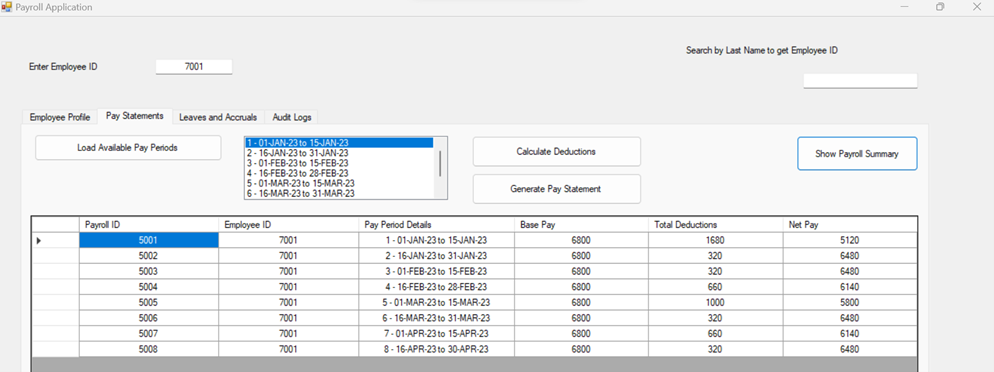 Payroll Application
Search by Last Name to get Employee ID
Enter Employee ID 7001
Employee Profile Pay Statements Leaves and Accruals Audit Logs
Load Available Pay Periods
1 - 01-JAN-23 to 15-JAN-23
2 - 16-JAN-23 to 31-JAN-23
3 - 01-FEB-23 to 15-FEB-23
4 - 16-FEB-23 to 28-FEB-23
5 - 01-MAR-23 to 15-MAR-23
6 - 16-MAR-23 to 31-MAR-23
Calculate Deductions
Generate Pay Statement
Show Payroll Summary
Payroll ID Employee ID Pay Period Details Base Pay Total Deductions Net Pay
5001 7001 1 - 01-JAN-23 to 15-JAN-23 6800 1680 5120
5002 7001 2 - 16-JAN-23 to 31-JAN-23 6800 320 6480
5003 7001 3 - 01-FEB-23 to 15-FEB-23 6800 320 6480
5004 7001 4 - 16-FEB-23 to 28-FEB-23 6800 660 6140
5005 7001 5 - 01-MAR-23 to 15-MAR-23 6800 1000 5800
5006 7001 6 - 16-MAR-23 to 31-MAR-23 6800 320 6480
5007 7001 7 - 01-APR-23 to 15-APR-23 6800 660 6140
5008 7001 8 - 16-APR-23 to 30-APR-23 6800 320 6480